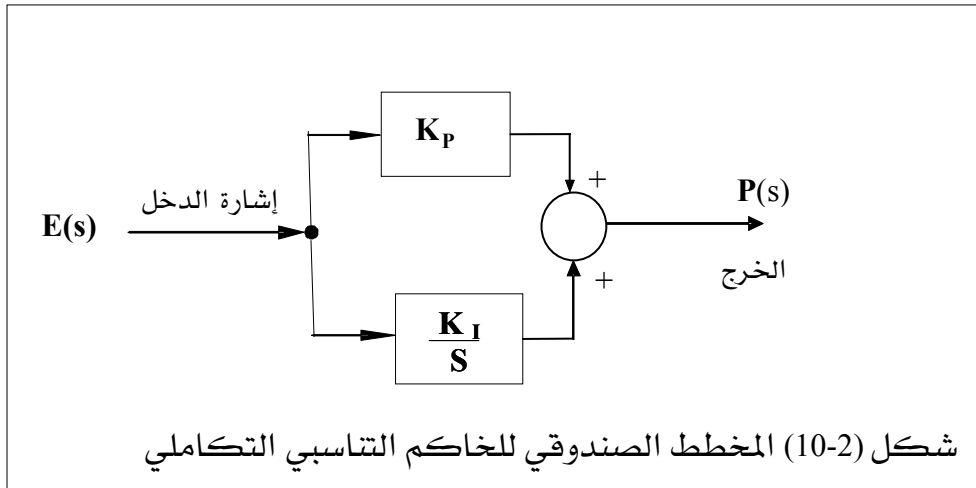 K_P
+
P(s)
إشارة الدخل
E(s)
الخرج
+
K_I
S
شكل (2-10) المخطط الصندوقي للخاكم التناسبي التكاملي